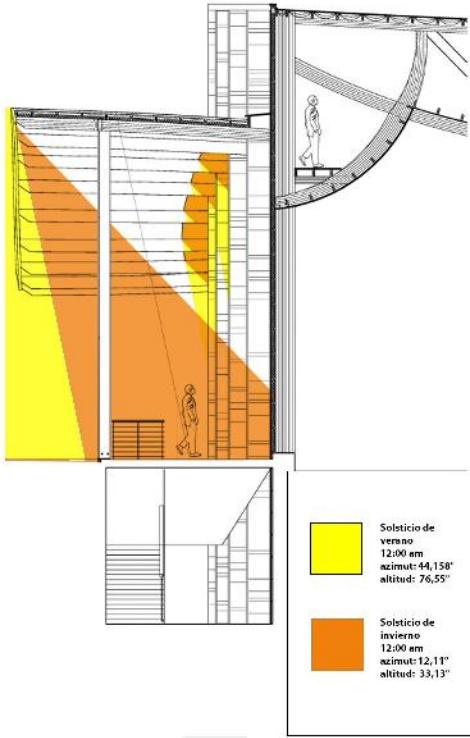 Solsticio de
verano
12:00 am
azimut: 44,158°
altitud: 76,55"
Solsticio de
invierno
12:00 am
azimut: 12,11"
altitud: 33,13"